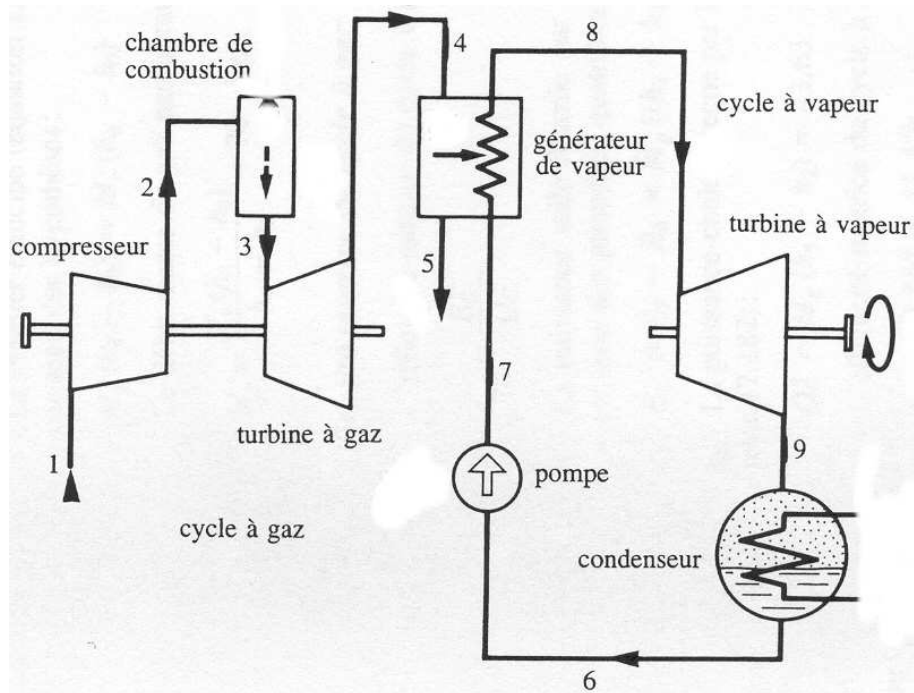 chambre de
combustion
4
8
cycle à vapeur
générateur
de vapeur
2
turbine à vapeur
compresseur
3
5
7
turbine à gaz
1
9
pompe
cycle à gaz
condenseur
6